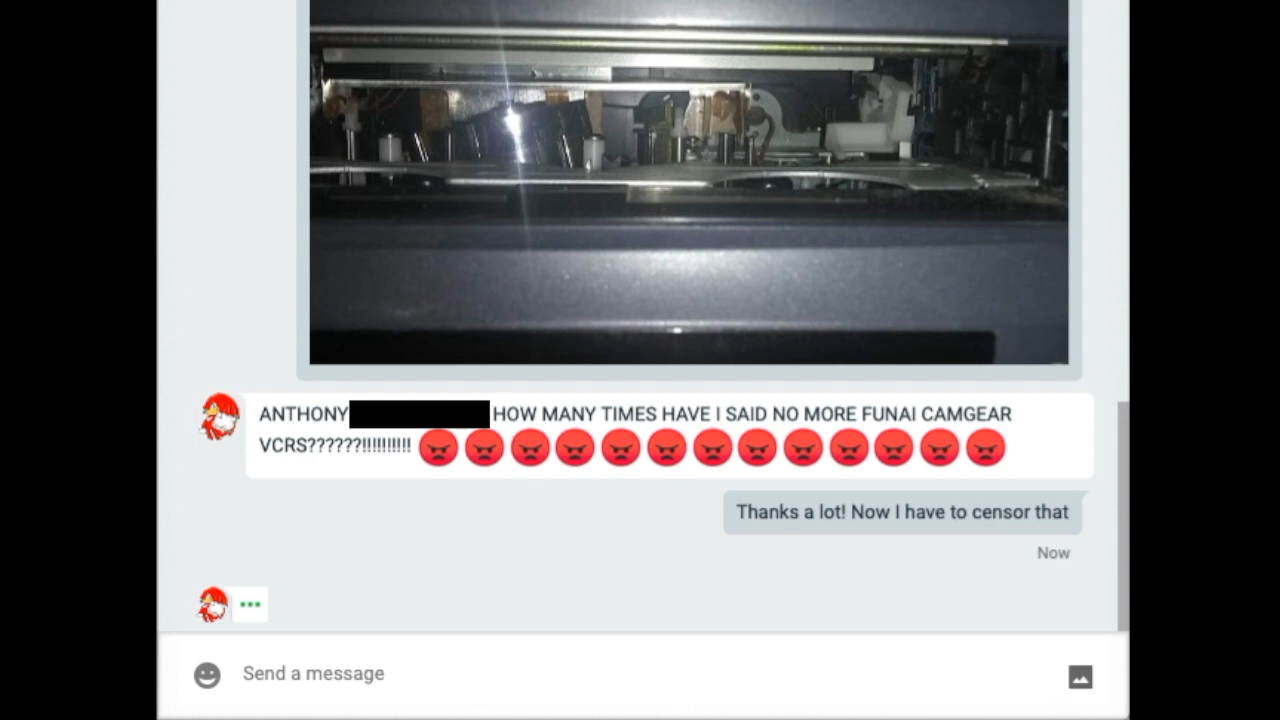 ANTHONY HOW MANY TIMES HAVE I SAID NO MORE FUNAI CAMGEAR
VCRS??????!!!!!!!!!! 😡😡😡😡😡😡😡😡😡😡😡😡😡
Thanks a lot! Now I have to censor that
Now
Send a message